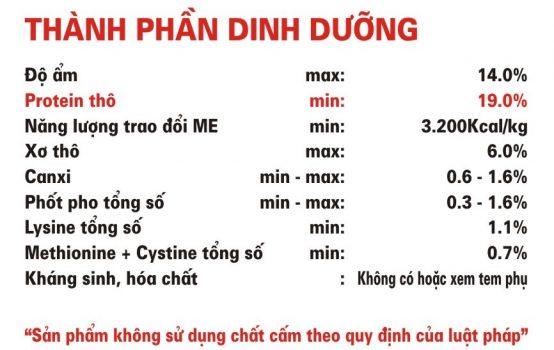 THÀNH PHẦN DINH DƯỠNG
Độ ẩm max: 14.0%
Protein thô min: 19.0%
Năng lượng trao đổi ME min: 3.200Kcal/kg
Xơ thô max: 6.0%
Canxi min - max: 0.6 - 1.6%
Phốt pho tổng số min - max: 0.3 - 1.6%
Lysine tổng số min: 1.1%
Methionine + Cystine tổng số min: 0.7%
Kháng sinh, hóa chất : Không có hoặc xem tem phụ
“Sản phẩm không sử dụng chất cấm theo quy định của luật pháp”